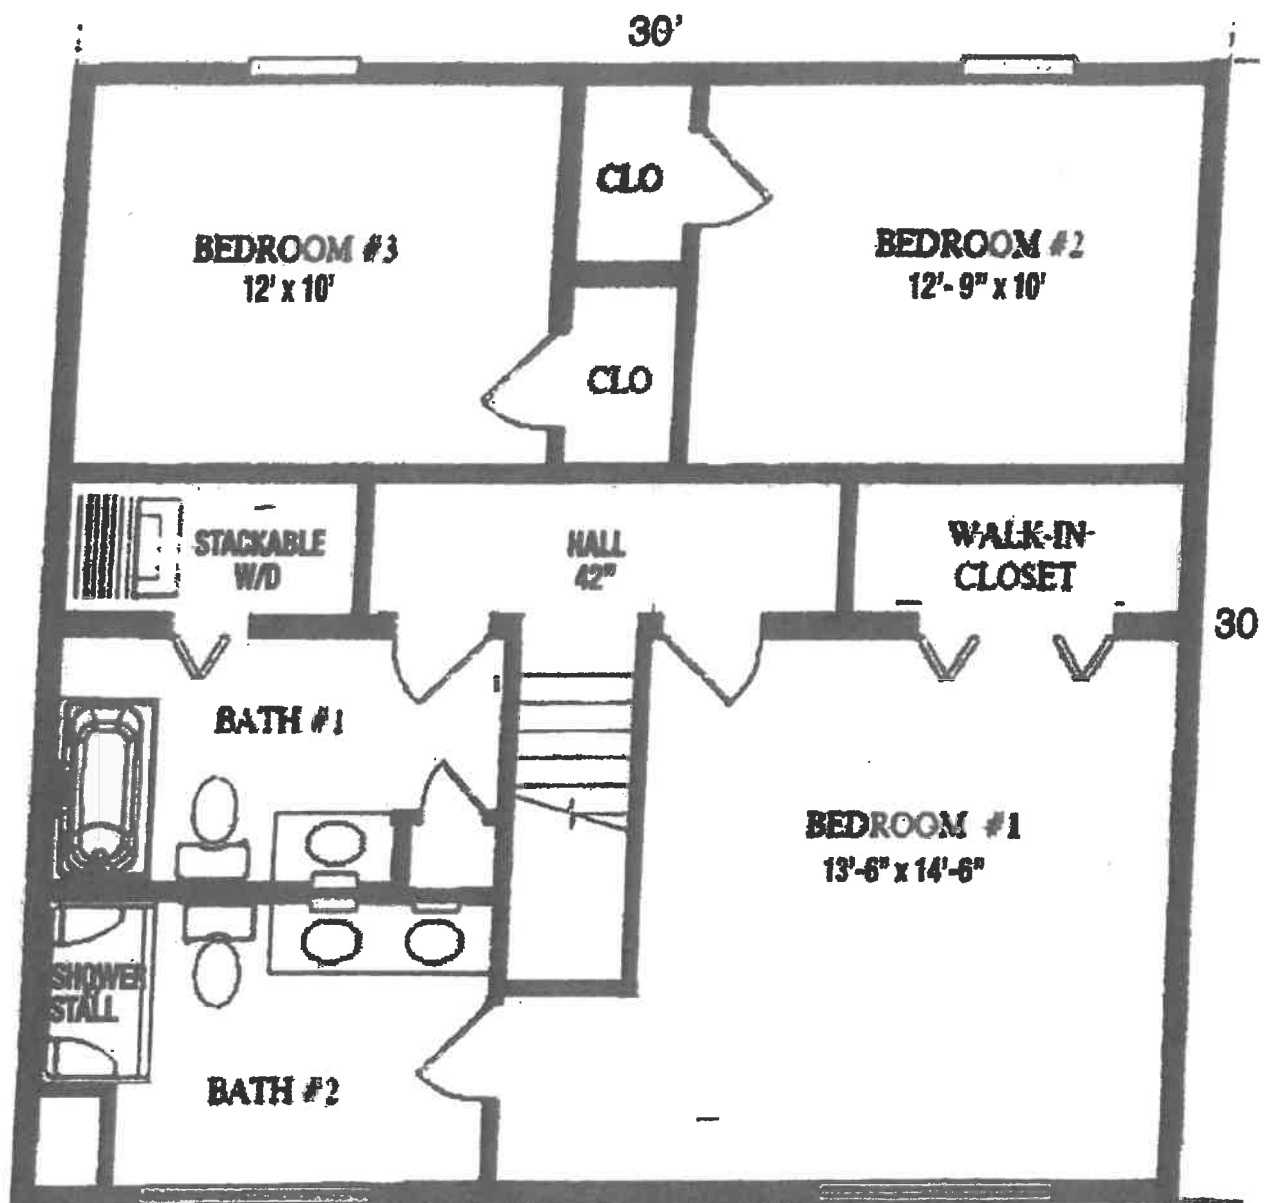 30'
CLO
BEDROOM #3
12' x 10'
BEDROOM #2
12'- 9" x 10'
CLO
STACKABLE
W/D
HALL
42"
WALK-IN-
CLOSET
30
BATH #1
BEDROOM #1
13'-6" x 14'-6"
SHOWER
STALL
BATH #2